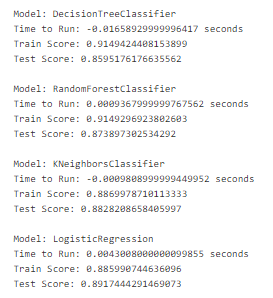 Model: DecisionTreeClassifier
Time to Run: -0.01658929999996417 seconds
Train Score: 0.9149424408153899
Test Score: 0.8595176176635562
Model: RandomForestClassifier
Time to Run: 0.0009367999999767562 seconds
Train Score: 0.9149296923802603
Test Score: 0.873897302534292
Model: KNeighborsClassifier
Time to Run: -0.0009808999999449952 seconds
Train Score: 0.8869978710111333
Test Score: 0.8828208658405997
Model: LogisticRegression
Time to Run: 0.0043008000000099855 seconds
Train Score: 0.885990744636096
Test Score: 0.8917444291469073